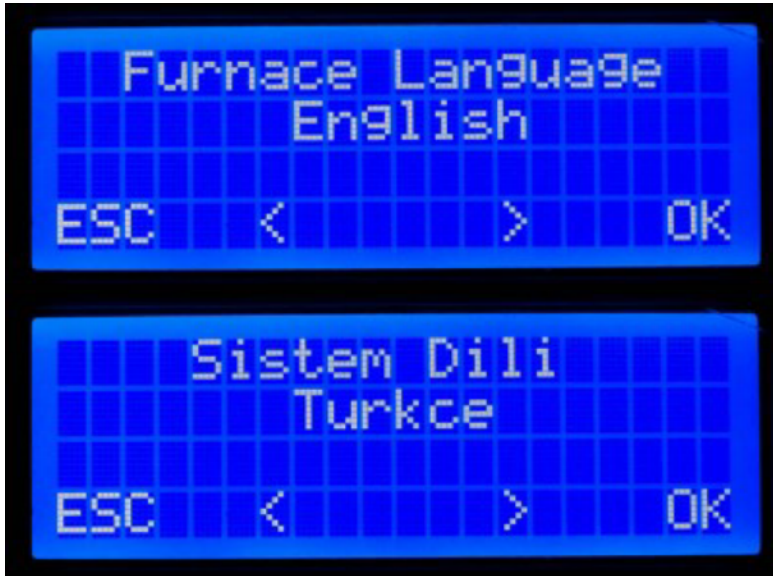 Furnace Language
English
ESC < > OK
Sistem Dili
Turkce
ESC < > OK